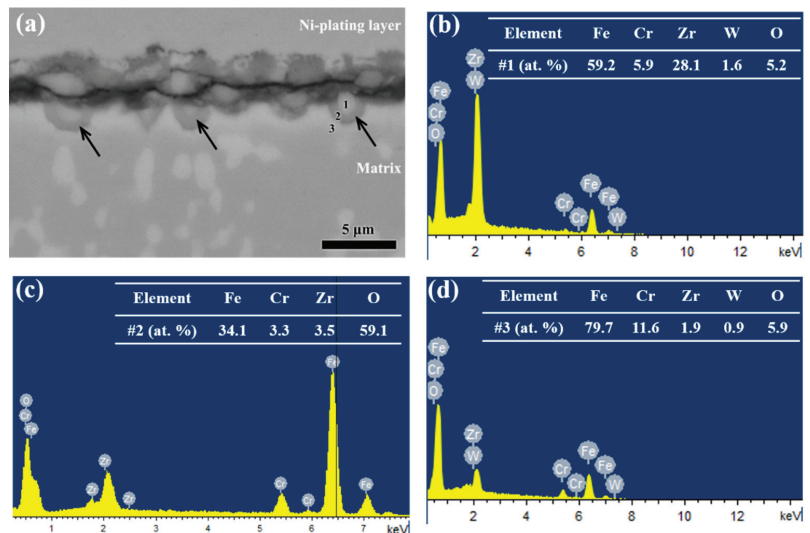 (a)
Ni-plating layer
1
2
3
Matrix
5 μm
(b)
Element Fe Cr Zr W O
#1 (at. %) 59.2 5.9 28.1 1.6 5.2
Zr
W
Fe
Cr
O
Cr
Cr
Fe
Fe
W
2 4 6 8 10 12 14
keV
(c)
Element Fe Cr Zr O
#2 (at. %) 34.1 3.3 3.5 59.1
O
Cr
Fe
Zr
Zr
Zr
Cr
Cr
Fe
Fe
1 2 3 4 5 6 7
keV
(d)
Element Fe Cr Zr W O
#3 (at. %) 79.7 11.6 1.9 0.9 5.9
Fe
Cr
O
Zr
W
Cr
Cr
Fe
Fe
W
2 4 6 8 10 12 14
keV